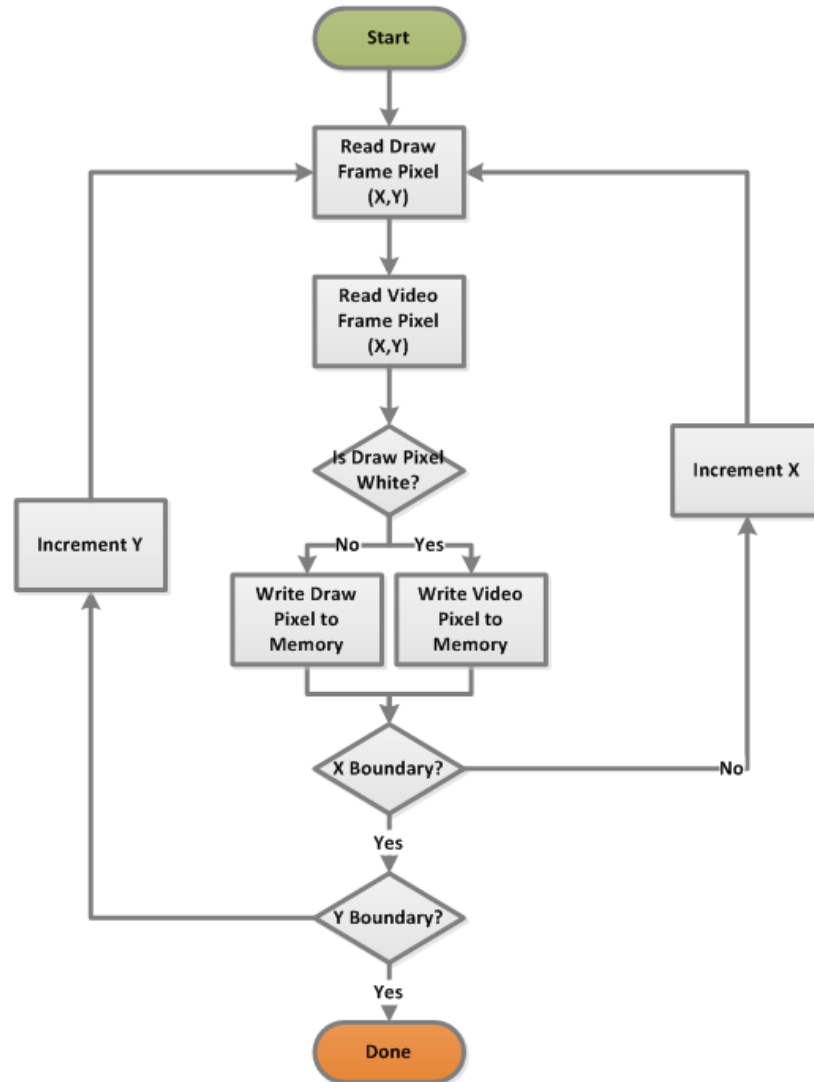 Start
Read Draw
Frame Pixel
(X,Y)
Read Video
Frame Pixel
(X,Y)
Is Draw Pixel
White?
Increment X
Increment Y
No
Yes
Write Draw
Pixel to
Memory
Write Video
Pixel to
Memory
X Boundary?
No
Yes
Y Boundary?
Yes
Done